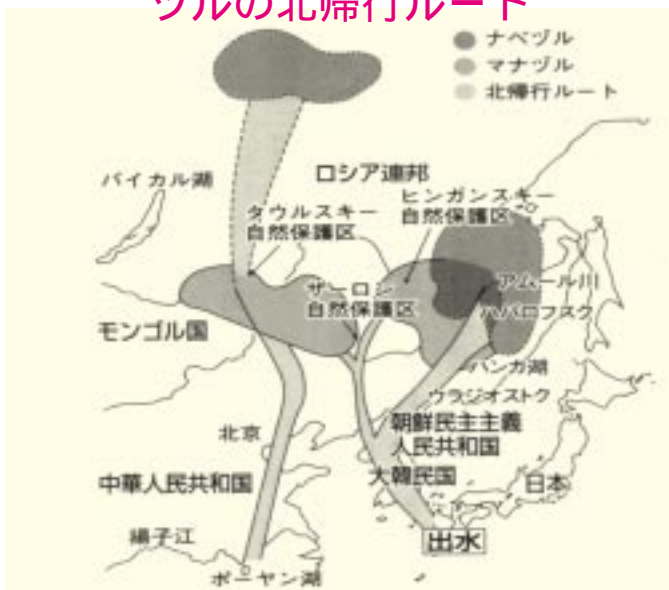 ツルの北帰行ルート
ナベヅル
マナヅル
北帰行ルート
バイカル湖
ロシア連邦
ヒンガンスキー
自然保護区
タウルスキー
自然保護区
ザーロン
自然保護区
アムール川
ハバロフスク
モンゴル国
ハンカ湖
ウラジオストク
朝鮮民主主義
人民共和国
北京
大韓民国
中華人民共和国
日本
揚子江
出水
ポーヤン湖